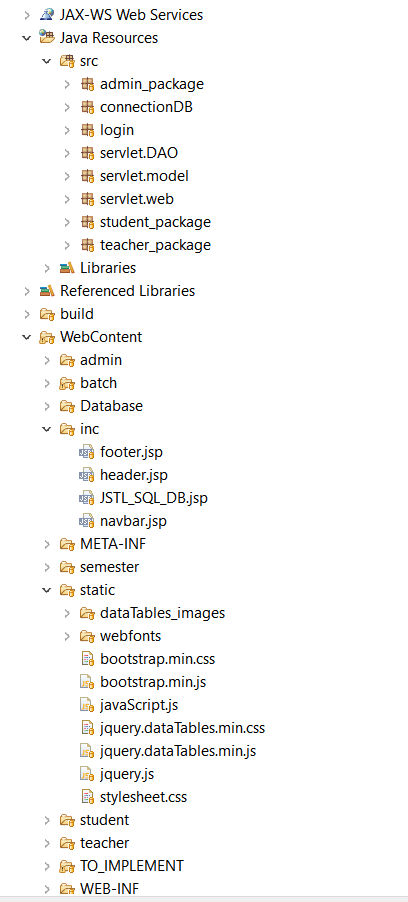 JAX-WS Web Services
Java Resources
src
admin_package
connectionDB
login
servlet.DAO
servlet.model
servlet.web
student_package
teacher_package
Libraries
Referenced Libraries
build
WebContent
admin
batch
Database
inc
footer.jsp
header.jsp
JSTL_SQL_DB.jsp
navbar.jsp
META-INF
semester
static
dataTables_images
webfonts
bootstrap.min.css
bootstrap.min.js
javaScript.js
jquery.dataTables.min.css
jquery.dataTables.min.js
jquery.js
stylesheet.css
student
teacher
TO_IMPLEMENT
WEB-INF